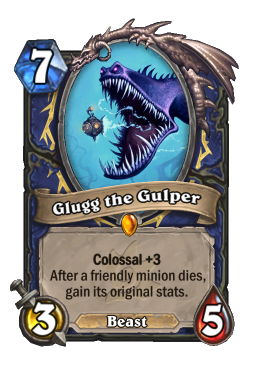 7
Glugg the Gulper
Colossal +3
After a friendly minion dies,
gain its original stats.
3
Beast
5